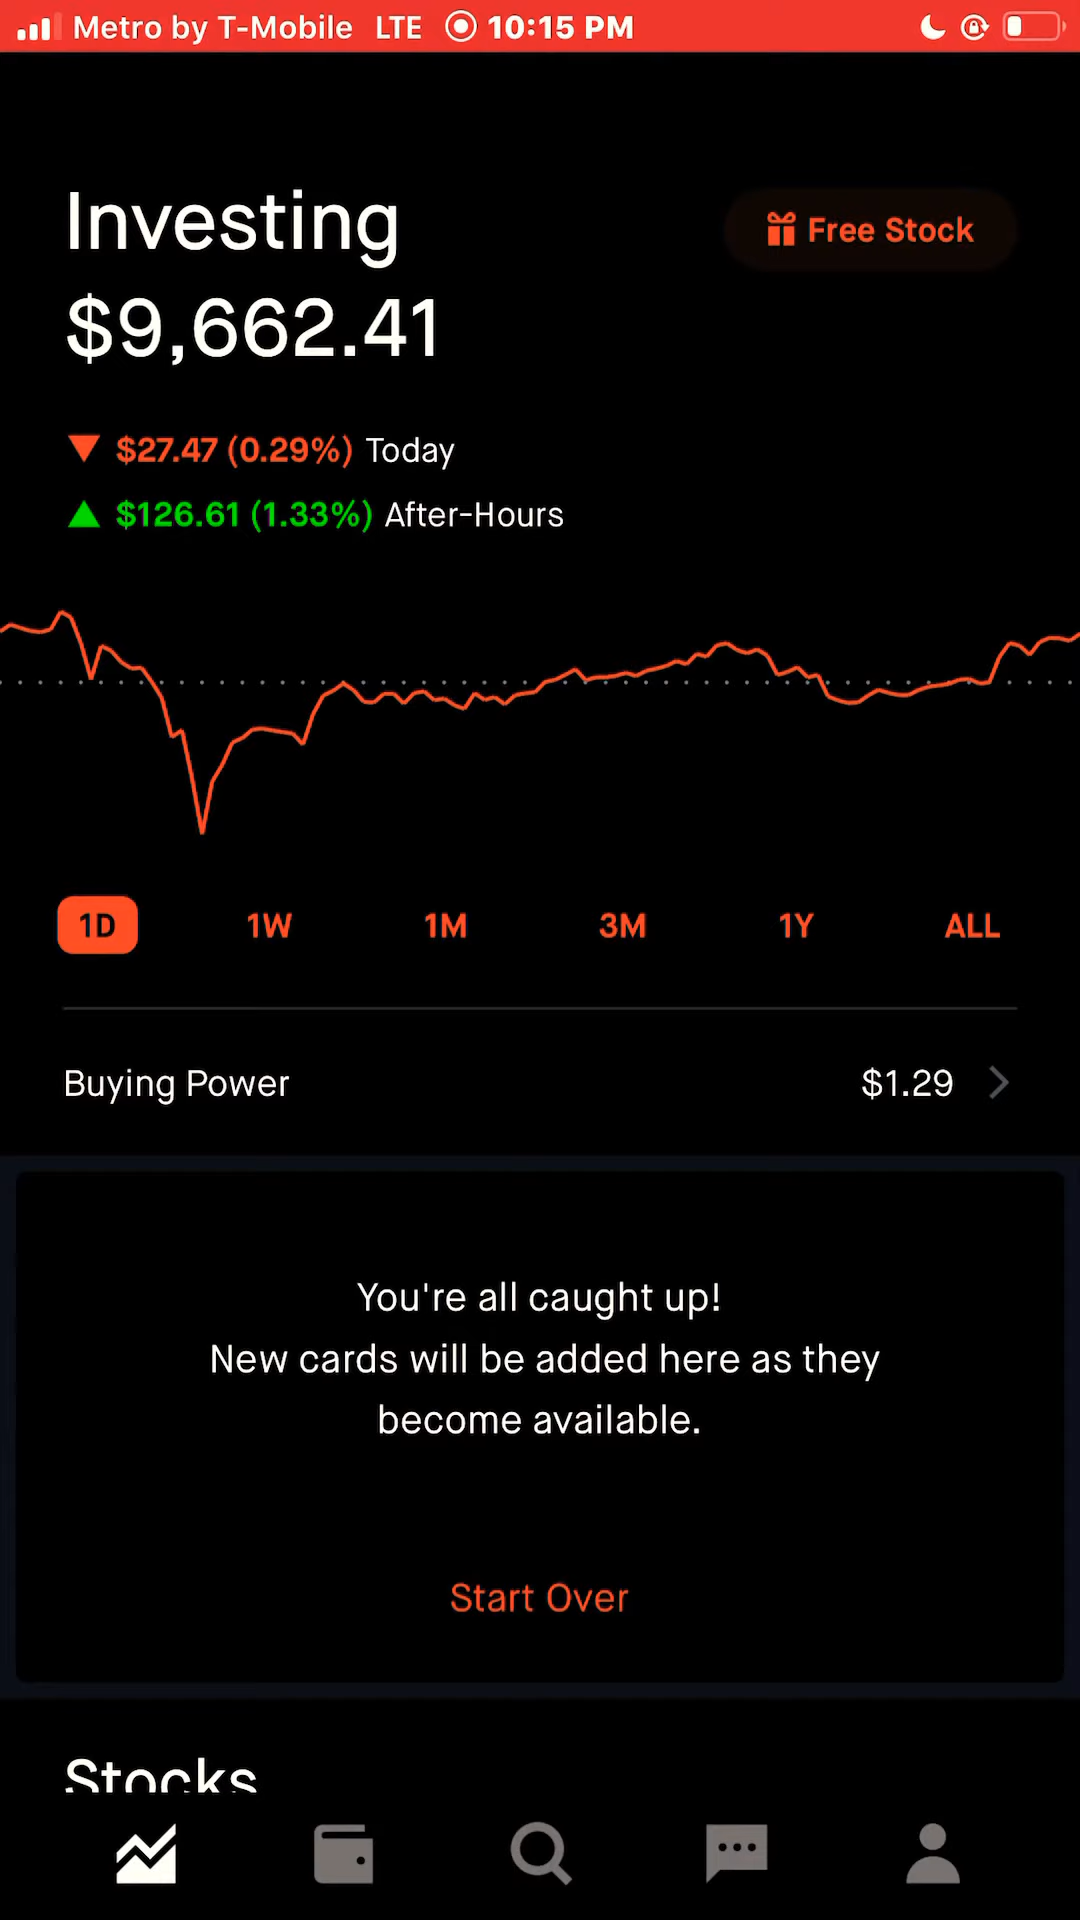 Metro by T-Mobile LTE 10:15 PM
Investing
Free Stock
$9,662.41
$27.47 (0.29%) Today
$126.61 (1.33%) After-Hours
1D 1W 1M 3M 1Y ALL
Buying Power $1.29
You're all caught up!
New cards will be added here as they
become available.
Start Over
Stocks